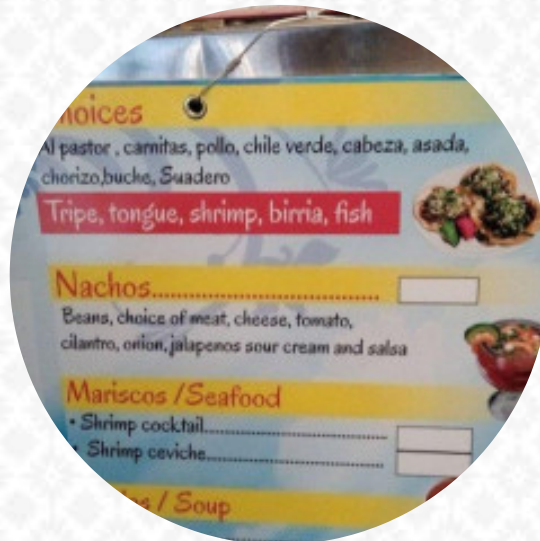 hoices
Al pastor , carnitas, pollo, chile verde, cabeza, asada,
chorizo,buche, Suadero
Tripe, tongue, shrimp, birria, fish
Nachos
Beans, choice of meat, cheese, tomato,
cilantro, onion,jalapenos sour cream and salsa
Mariscos /Seafood
• Shrimp cocktail
• Shrimp ceviche
/ Soup